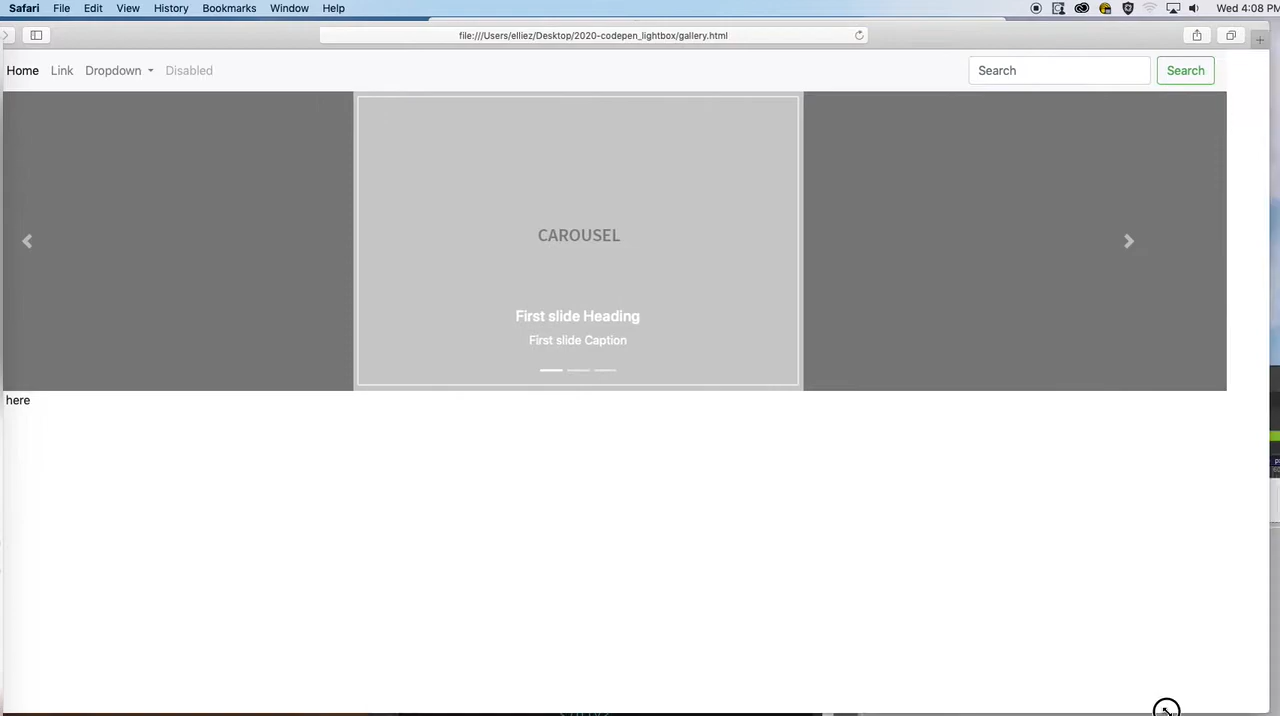 Safari File Edit View History Bookmarks Window Help Wed 4:08 PM
file:///Users/elliez/Desktop/2020-codepen_lightbox/gallery.html
Home Link Dropdown Disabled Search Search
CAROUSEL
First slide Heading
First slide Caption
here